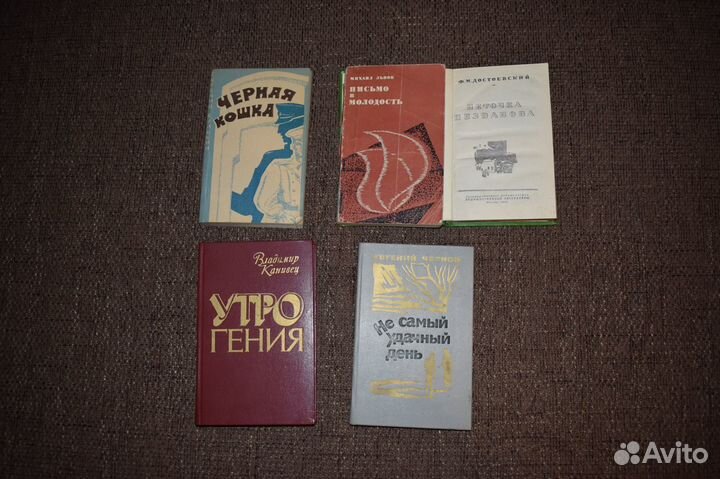 ЧЕРНАЯ
КОШКА
МИХАИЛ ЛЬВОВ
ПИСЬМО
В
МОЛОДОСТЬ
Ф.М.ДОСТОЕВСКИЙ
НЕТОЧКА
НЕЗВАНОВА
Владимир
Канивец
УТРО
ГЕНИЯ
ЕВГЕНИЙ ЧЕРНОВ
Не самый
удачный
день
Avito